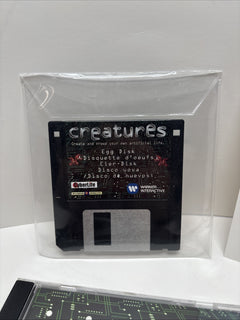 creatures
Create and breed your own artificial life.
Egg Disk
(Disquette d'oeufs
Eier-Disk
Disco uova
/Disco de huevos)
CyberLife
WARNER
INTERACTIVE